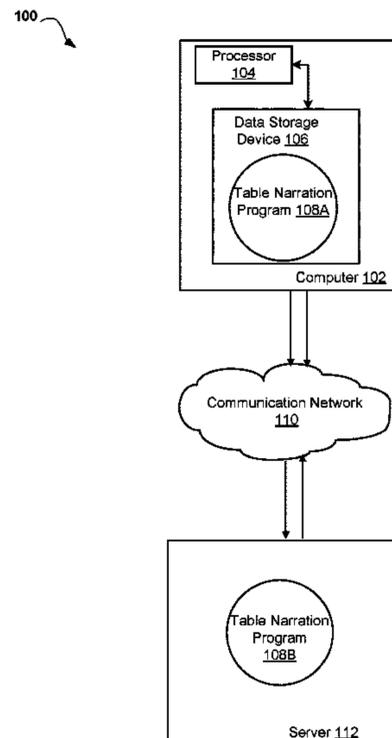 100
Processor
104
Data Storage
Device 106
Table Narration
Program 108A
Computer 102
Communication Network
110
Table Narration
Program
108B
Server 112